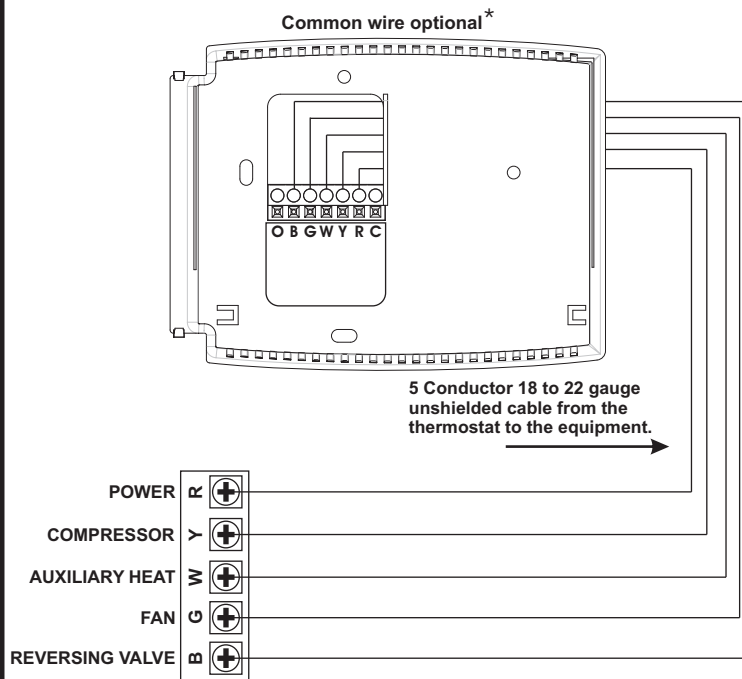 Common wire optional*
O B G W Y R C
5 Conductor 18 to 22 gauge
unshielded cable from the
thermostat to the equipment.
POWER R
COMPRESSOR Y
AUXILIARY HEAT W
FAN G
REVERSING VALVE B